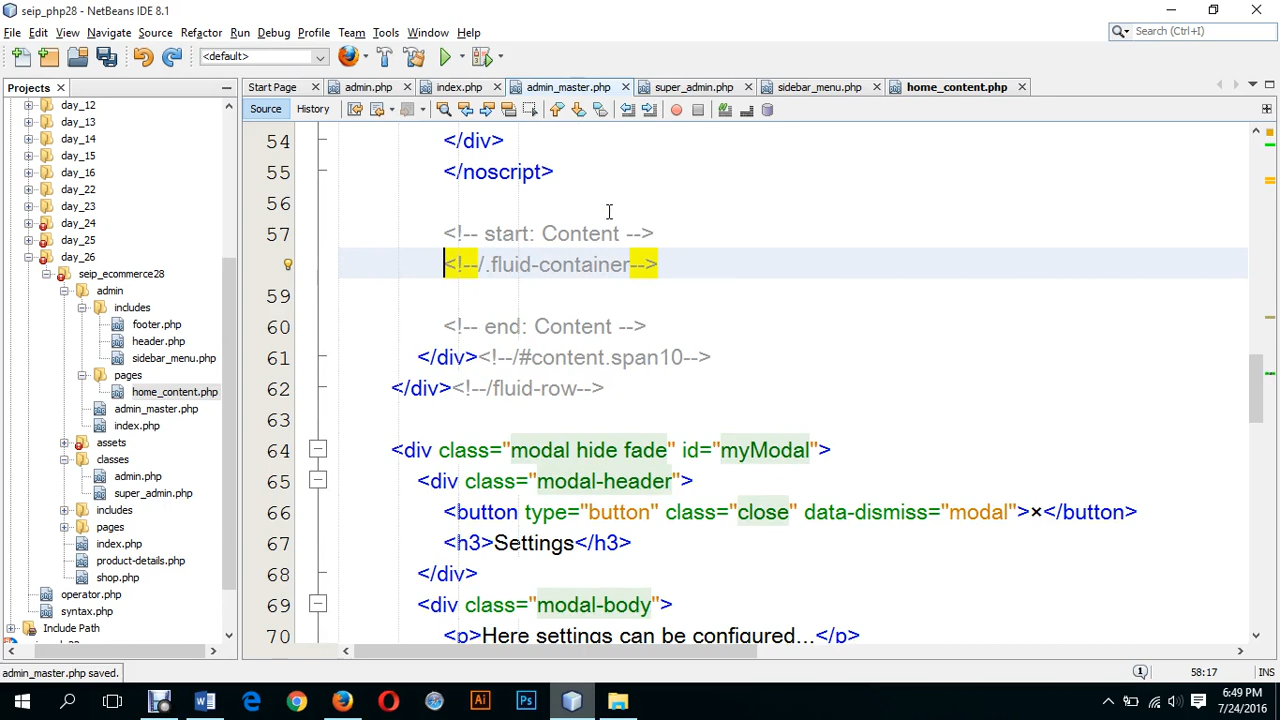 seip_php28 - NetBeans IDE 8.1
File Edit View Navigate Source Refactor Run Debug Profile Team Tools Window Help
Search (Ctrl+I)
<default>
Projects
Start Page admin.php index.php admin_master.php super_admin.php sidebar_menu.php home_content.php
Source History
day_12
day_13
day_14
day_15
day_16
day_22
day_23
day_24
day_25
day_26
seip_ecommerce28
admin
includes
footer.php
header.php
sidebar_menu.php
pages
home_content.php
admin_master.php
index.php
assets
classes
admin.php
super_admin.php
includes
pages
index.php
product-details.php
shop.php
operator.php
syntax.php
Include Path
54 </div>
55 </noscript>
56
57 <!-- start: Content -->
<!--/.fluid-container-->
59
60 <!-- end: Content -->
61 </div><!--/#content.span10-->
62 </div><!--/fluid-row-->
63
64 <div class="modal hide fade" id="myModal">
65 <div class="modal-header">
66 <button type="button" class="close" data-dismiss="modal">×</button>
67 <h3>Settings</h3>
68 </div>
69 <div class="modal-body">
70 <p>Here settings can be configured...</p>
admin_master.php saved.
1
58:17
INS
6:49 PM
7/24/2016